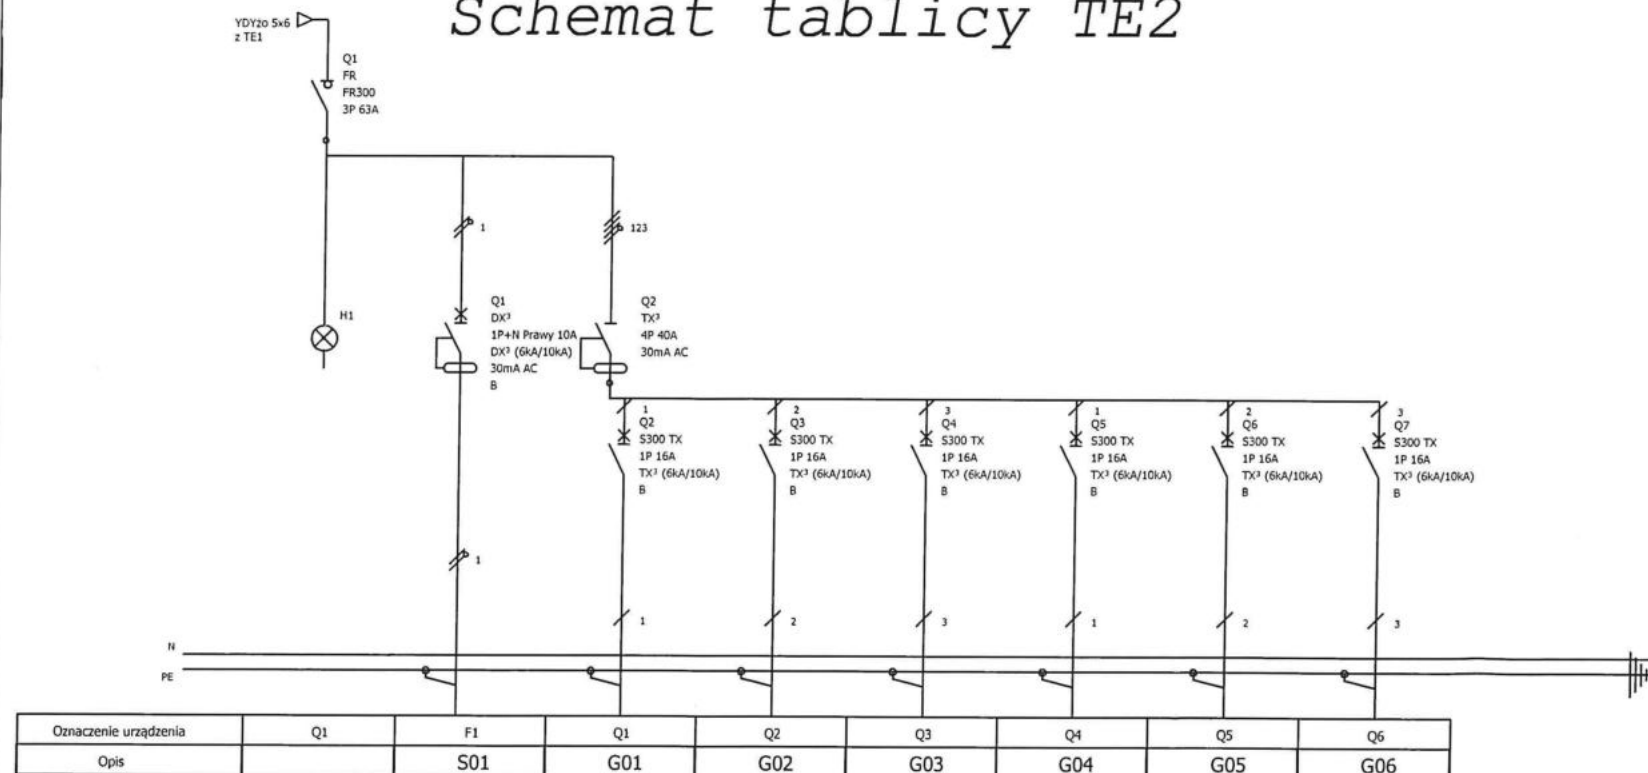 Schemat tablicy TE2
YDYżo 5x6
z TE1
Q1
FR
FR300
3P 63A
1
123
H1
Q1
DX³
1P+N Prawy 10A
DX³ (6kA/10kA)
30mA AC
B
Q2
TX³
4P 40A
30mA AC
1
Q2
S300 TX
1P 16A
TX³ (6kA/10kA)
B
2
Q3
S300 TX
1P 16A
TX³ (6kA/10kA)
B
3
Q4
S300 TX
1P 16A
TX³ (6kA/10kA)
B
1
Q5
S300 TX
1P 16A
TX³ (6kA/10kA)
B
2
Q6
S300 TX
1P 16A
TX³ (6kA/10kA)
B
3
Q7
S300 TX
1P 16A
TX³ (6kA/10kA)
B
1
1 2 3 1 2 3
N
PE
Oznaczenie urządzenia Q1 F1 Q1 Q2 Q3 Q4 Q5 Q6
Opis S01 G01 G02 G03 G04 G05 G06